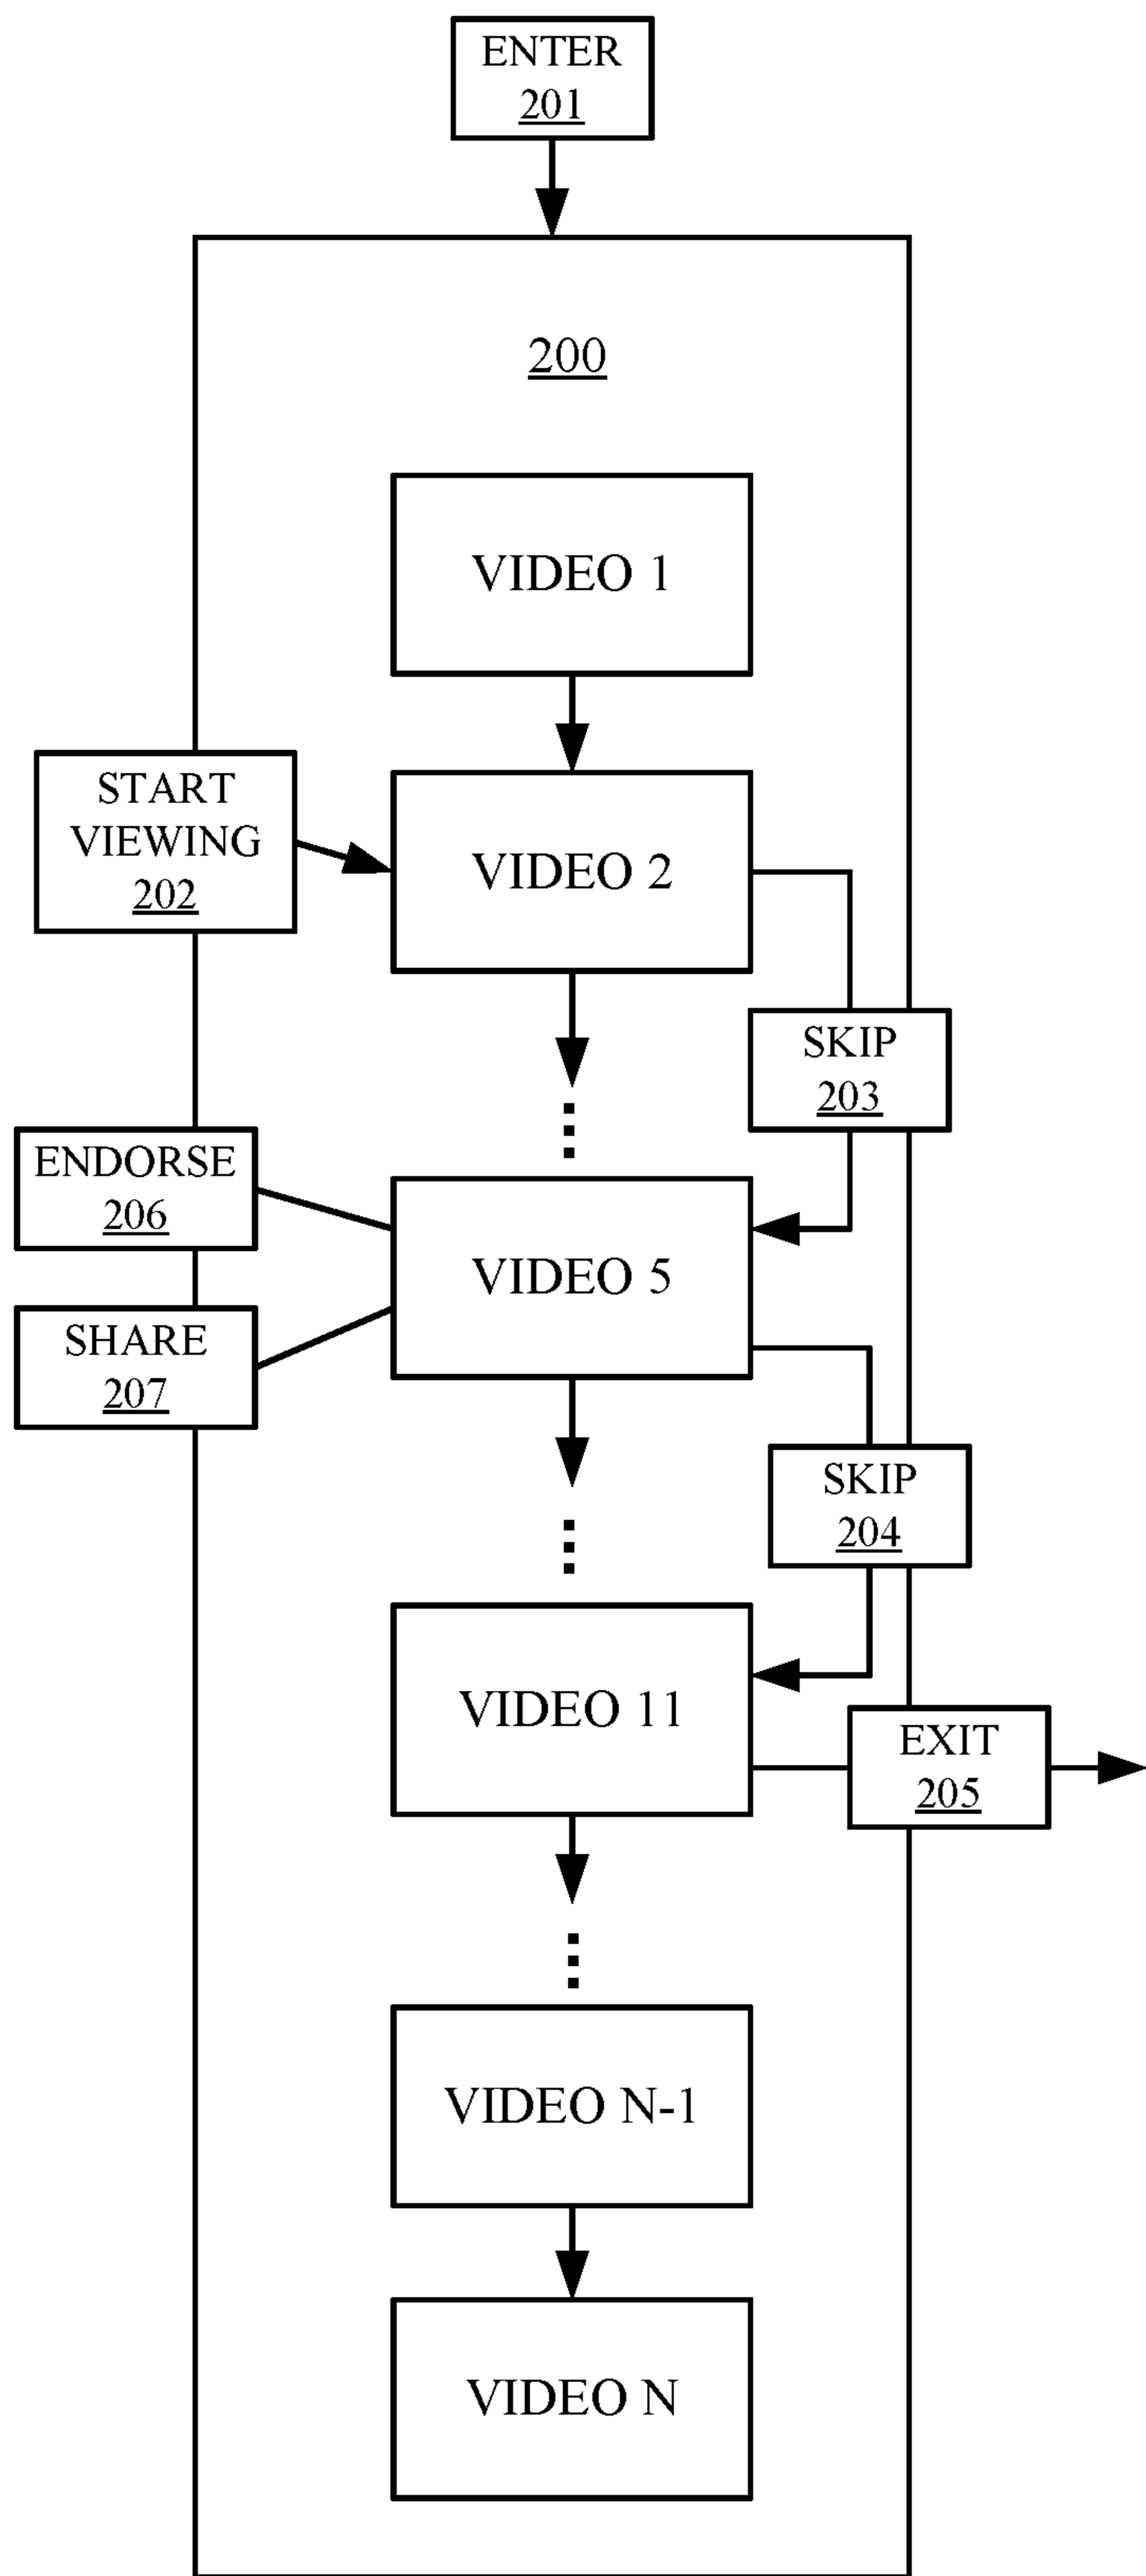 ENTER
201
200
VIDEO 1
START
VIEWING
202
VIDEO 2
SKIP
203
ENDORSE
206
VIDEO 5
SHARE
207
SKIP
204
VIDEO 11
EXIT
205
VIDEO N-1
VIDEO N